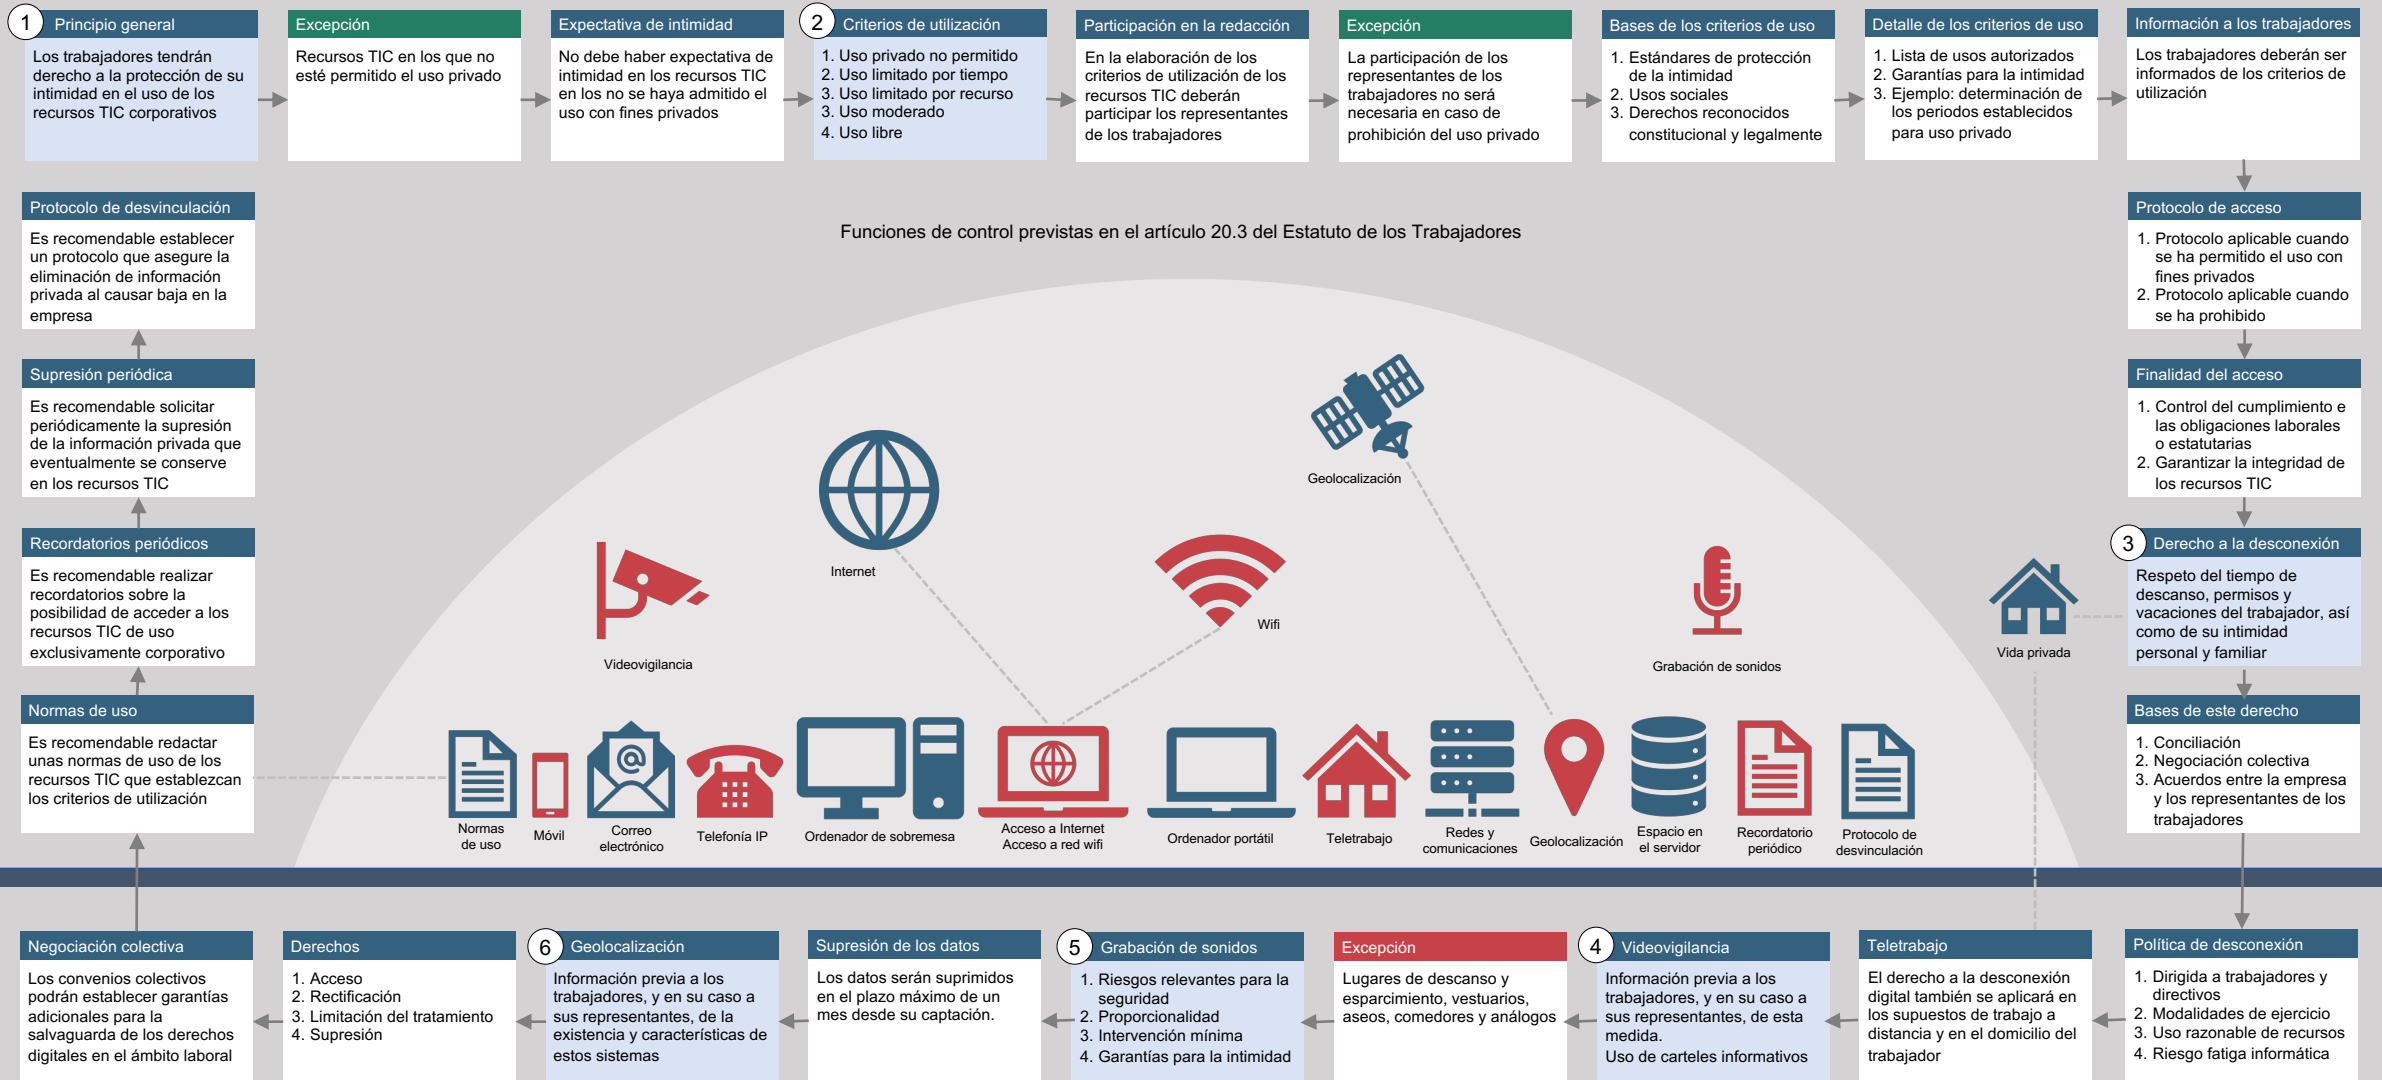 1
Principio general
Los trabajadores tendrán
derecho a la protección de su
intimidad en el uso de los
recursos TIC corporativos
Excepción
Recursos TIC en los que no
esté permitido el uso privado
Expectativa de intimidad
No debe haber expectativa de
intimidad en los recursos TIC
en los no se haya admitido el
uso con fines privados
2
Criterios de utilización
1. Uso privado no permitido
2. Uso limitado por tiempo
3. Uso limitado por recurso
3. Uso moderado
4. Uso libre
Participación en la redacción
En la elaboración de los
criterios de utilización de los
recursos TIC deberán
participar los representantes
de los trabajadores
Excepción
La participación de los
representantes de los
trabajadores no será
necesaria en caso de
prohibición del uso privado
Bases de los criterios de uso
1. Estándares de protección
de la intimidad
2. Usos sociales
3. Derechos reconocidos
constitucional y legalmente
Detalle de los criterios de uso
1. Lista de usos autorizados
2. Garantías para la intimidad
3. Ejemplo: determinación de
los periodos establecidos
para uso privado
Información a los trabajadores
Los trabajadores deberán ser
informados de los criterios de
utilización
Protocolo de acceso
1. Protocolo aplicable cuando
se ha permitido el uso con
fines privados
2. Protocolo aplicable cuando
se ha prohibido
Finalidad del acceso
1. Control del cumplimiento e
las obligaciones laborales
o estatutarias
2. Garantizar la integridad de
los recursos TIC
3
Derecho a la desconexión
Respeto del tiempo de
descanso, permisos y
vacaciones del trabajador, así
como de su intimidad
personal y familiar
Bases de este derecho
1. Conciliación
2. Negociación colectiva
3. Acuerdos entre la empresa
y los representantes de los
trabajadores
Política de desconexión
1. Dirigida a trabajadores y
directivos
2. Modalidades de ejercicio
3. Uso razonable de recursos
4. Riesgo fatiga informática
Teletrabajo
El derecho a la desconexión
digital también se aplicará en
los supuestos de trabajo a
distancia y en el domicilio del
trabajador
4
Videovigilancia
Información previa a los
trabajadores, y en su caso a
sus representantes, de esta
medida.
Uso de carteles informativos
Excepción
Lugares de descanso y
esparcimiento, vestuarios,
aseos, comedores y análogos
5
Grabación de sonidos
1. Riesgos relevantes para la
seguridad
2. Proporcionalidad
3. Intervención mínima
4. Garantías para la intimidad
Supresión de los datos
Los datos serán suprimidos
en el plazo máximo de un
mes desde su captación.
6
Geolocalización
Información previa a los
trabajadores, y en su caso a
sus representantes, de la
existencia y características de
estos sistemas
Derechos
1. Acceso
2. Rectificación
3. Limitación del tratamiento
4. Supresión
Negociación colectiva
Los convenios colectivos
podrán establecer garantías
adicionales para la
salvaguarda de los derechos
digitales en el ámbito laboral
Normas de uso
Es recomendable redactar
unas normas de uso de los
recursos TIC que establezcan
los criterios de utilización
Recordatorios periódicos
Es recomendable realizar
recordatorios sobre la
posibilidad de acceder a los
recursos TIC de uso
exclusivamente corporativo
Supresión periódica
Es recomendable solicitar
periódicamente la supresión
de la información privada que
eventualmente se conserve
en los recursos TIC
Protocolo de desvinculación
Es recomendable establecer
un protocolo que asegure la
eliminación de información
privada al causar baja en la
empresa
Funciones de control previstas en el artículo 20.3 del Estatuto de los Trabajadores
Geolocalización
Internet
Wifi
Videovigilancia
Grabación de sonidos
Vida privada
@
Normas
de uso
Móvil
Correo
electrónico
Telefonía IP
Ordenador de sobremesa
Acceso a Internet
Acceso a red wifi
Ordenador portátil
Teletrabajo
Redes y
comunicaciones
Geolocalización
Espacio en
el servidor
Recordatorio
periódico
Protocolo de
desvinculación